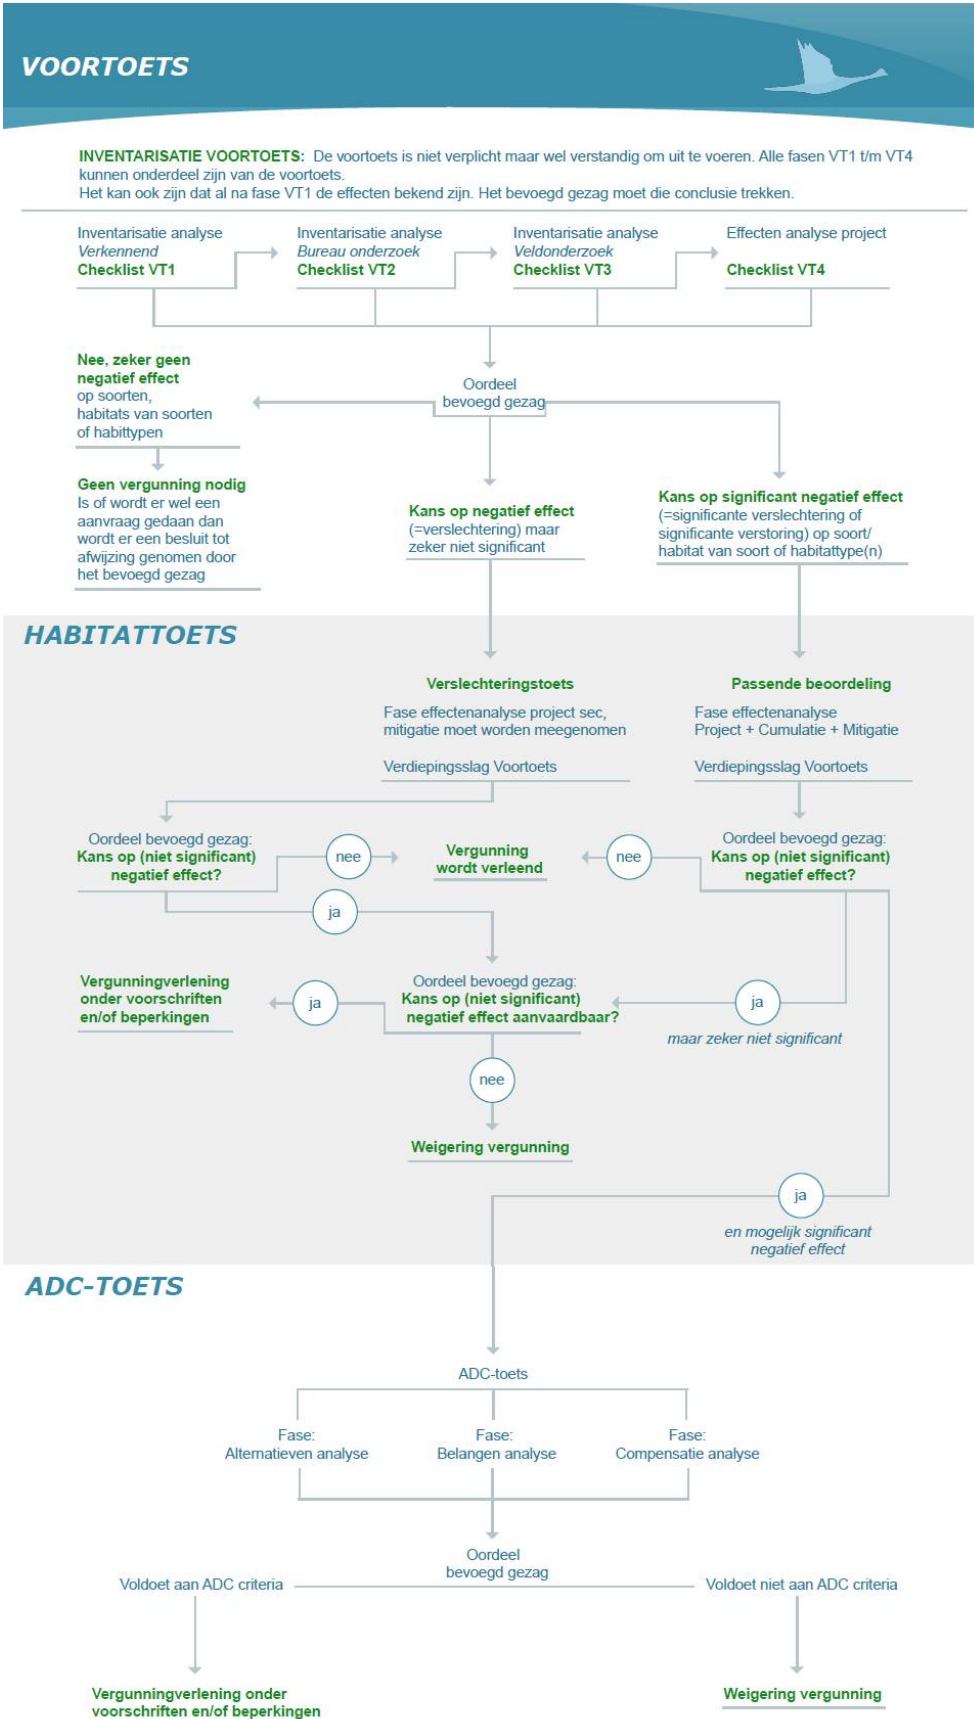 VOORTOETS
INVENTARISATIE VOORTOETS: De voortoets is niet verplicht maar wel verstandig om uit te voeren. Alle fasen VT1 t/m VT4
kunnen onderdeel zijn van de voortoets.
Het kan ook zijn dat al na fase VT1 de effecten bekend zijn. Het bevoegd gezag moet die conclusie trekken.
Inventarisatie analyse
Verkennend
Checklist VT1
Inventarisatie analyse
Bureau onderzoek
Checklist VT2
Inventarisatie analyse
Veldonderzoek
Checklist VT3
Effecten analyse project
Checklist VT4
Oordeel
bevoegd gezag
Nee, zeker geen
negatief effect
op soorten,
habitats van soorten
of habittypen
Geen vergunning nodig
Is of wordt er wel een
aanvraag gedaan dan
wordt er een besluit tot
afwijzing genomen door
het bevoegd gezag
Kans op negatief effect
(=verslechtering) maar
zeker niet significant
Kans op significant negatief effect
(=significante verslechtering of
significante verstoring) op soort/
habitat van soort of habitattype(n)
HABITATTOETS
Verslechteringstoets
Fase effectenanalyse project sec,
mitigatie moet worden meegenomen
Verdiepingsslag Voortoets
Passende beoordeling
Fase effectenanalyse
Project + Cumulatie + Mitigatie
Verdiepingsslag Voortoets
Oordeel bevoegd gezag:
Kans op (niet significant)
negatief effect?
nee
Vergunning
wordt verleend
nee
Oordeel bevoegd gezag:
Kans op (niet significant)
negatief effect?
ja
Vergunningverlening
onder voorschriften
en/of beperkingen
ja
Oordeel bevoegd gezag:
Kans op (niet significant)
negatief effect aanvaardbaar?
ja
maar zeker niet significant
nee
Weigering vergunning
ja
en mogelijk significant
negatief effect
ADC-TOETS
ADC-toets
Fase:
Alternatieven analyse
Fase:
Belangen analyse
Fase:
Compensatie analyse
Oordeel
bevoegd gezag
Voldoet aan ADC criteria
Voldoet niet aan ADC criteria
Vergunningverlening onder
voorschriften en/of beperkingen
Weigering vergunning